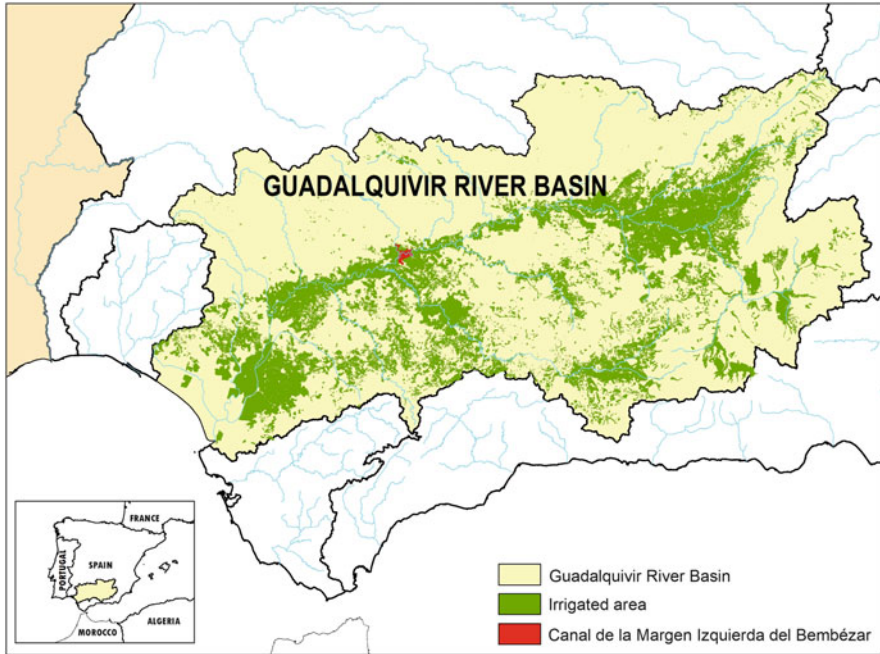 GUADALQUIVIR RIVER BASIN
FRANCE
PORTUGAL
SPAIN
ALGERIA
MOROCCO
Guadalquivir River Basin
Irrigated area
Canal de la Margen Izquierda del Bembézar